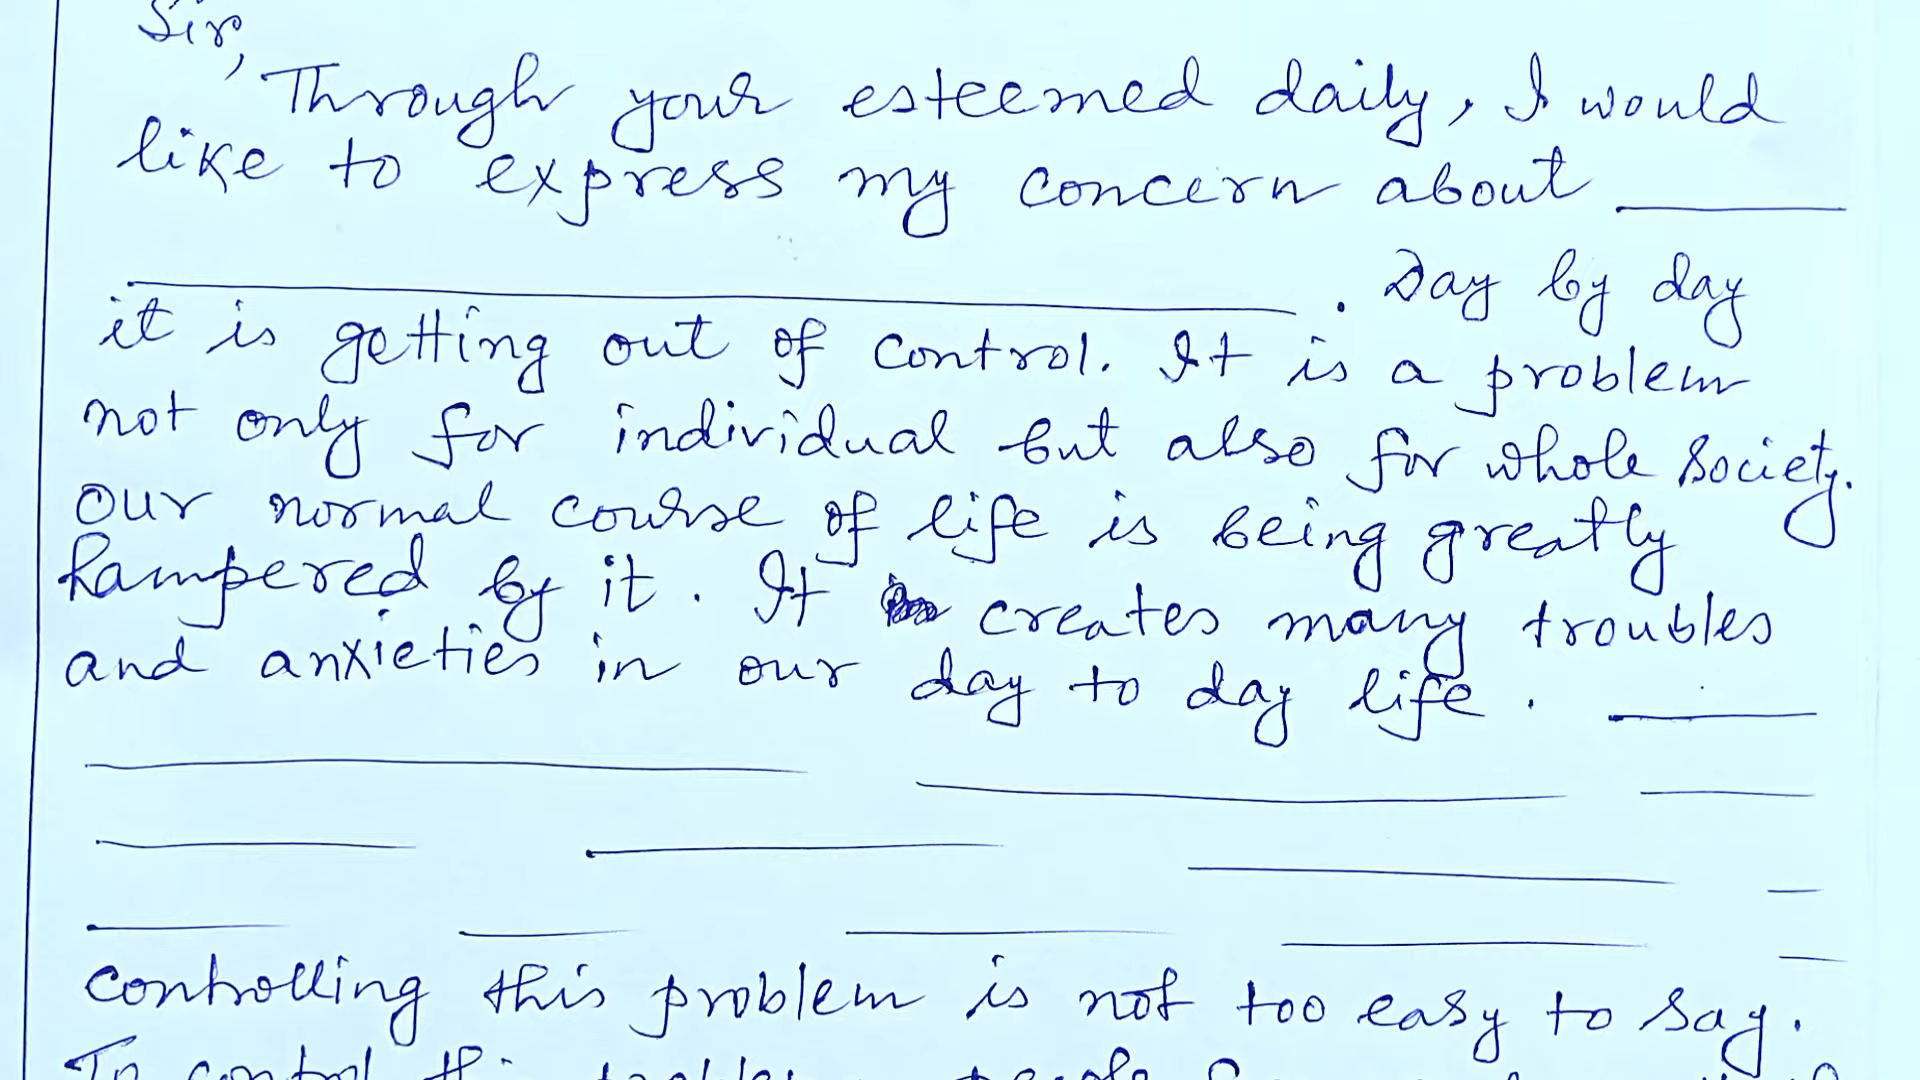 Sir,
Through your esteemed daily, I would
like to express my concern about
. Day by day
it is getting out of control. It is a problem
not only for individual but also for whole society.
Our normal course of life is being greatly
hampered by it. It creates many troubles
and anxieties in our day to day life.
Controlling this problem is not too easy to say.
To control